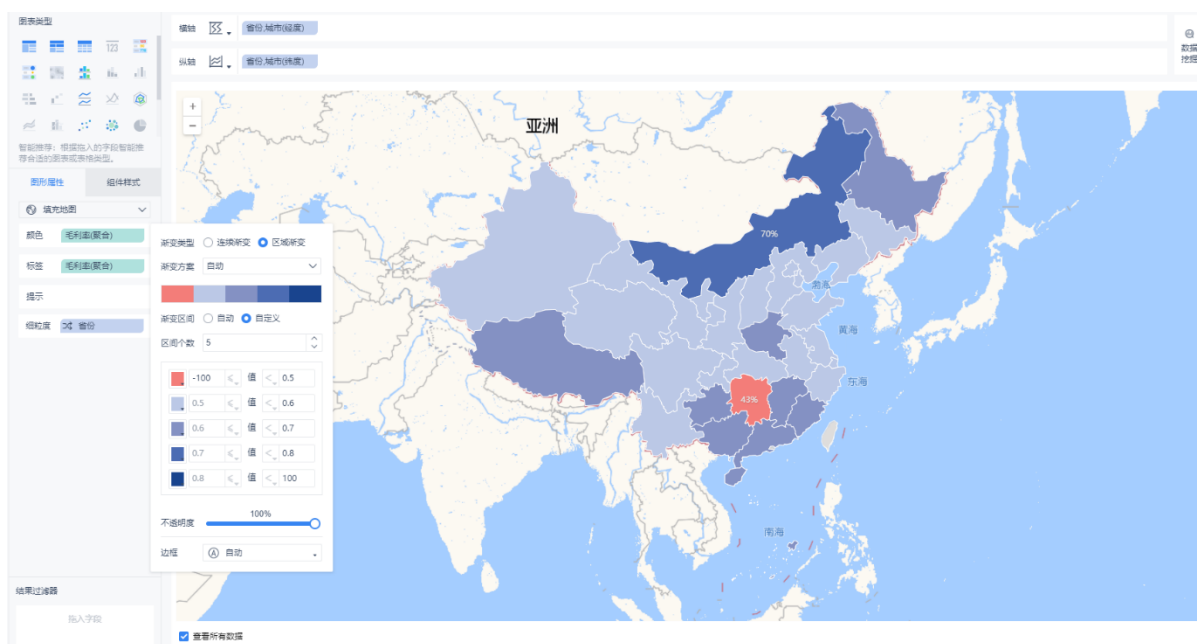 图表类型
123
智能推荐：根据拖入的字段智能推
荐合适的图表或表格类型。
图形属性
组件样式
填充地图
颜色
毛利率(聚合)
标签
毛利率(聚合)
提示
细粒度
省份
结果过滤器
拖入字段
横轴
省份,城市(经度)
纵轴
省份,城市(纬度)
数据
挖掘
渐变类型
连续渐变
区域渐变
渐变方案
自动
渐变区间
自动
自定义
区间个数
5
-100 ≤ 值 < 0.5
0.5 ≤ 值 < 0.6
0.6 ≤ 值 < 0.7
0.7 ≤ 值 < 0.8
0.8 ≤ 值 < 100
不透明度
100%
边框
A
自动
+
−
亚洲
70%
渤海
黄海
43%
东海
南海
查看所有数据